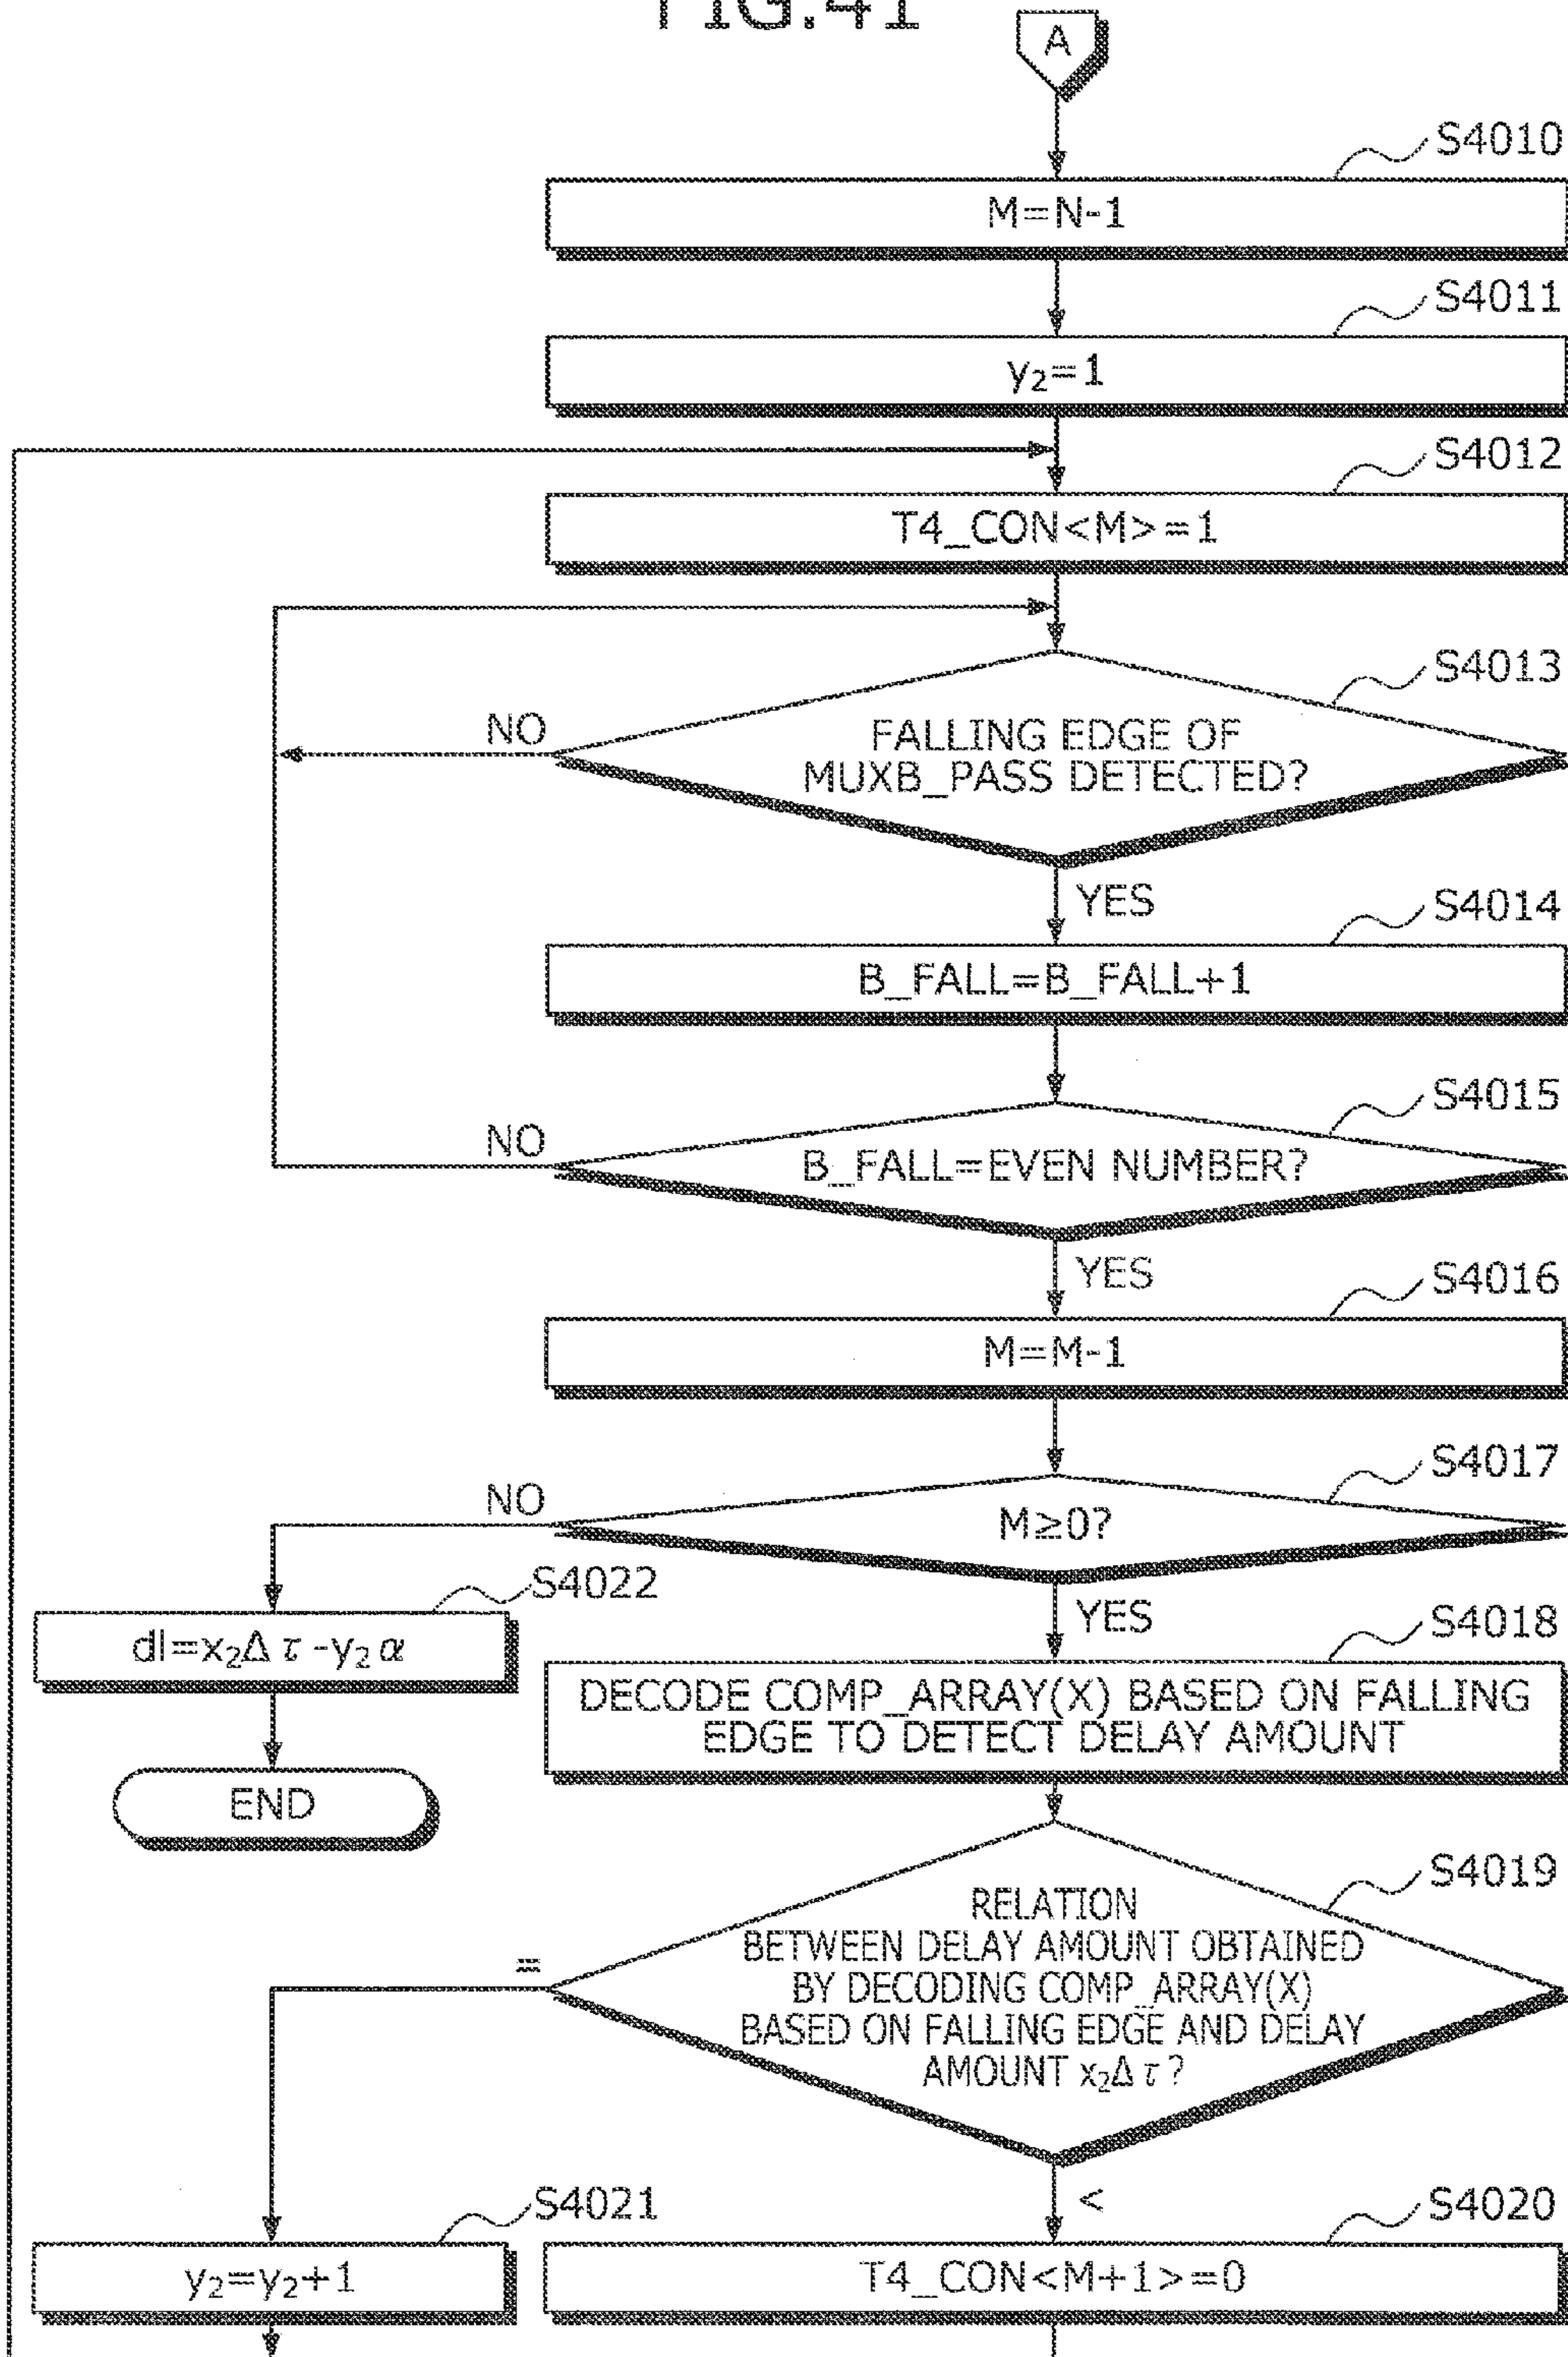 FIG.41
A
S4010
M=N-1
S4011
y₂=1
S4012
T4_CON<M>=1
S4013
NO
FALLING EDGE OF
MUXB_PASS DETECTED?
YES
S4014
B_FALL=B_FALL+1
S4015
NO
B_FALL=EVEN NUMBER?
YES
S4016
M=M-1
S4017
NO
M≥0?
S4022
YES
dl=x₂Δτ-y₂α
S4018
DECODE COMP_ARRAY(X) BASED ON FALLING
EDGE TO DETECT DELAY AMOUNT
END
S4019
RELATION
BETWEEN DELAY AMOUNT OBTAINED
=
BY DECODING COMP_ARRAY(X)
BASED ON FALLING EDGE AND DELAY
AMOUNT x₂Δτ?
<
S4021
S4020
y₂=y₂+1
T4_CON<M+1>=0